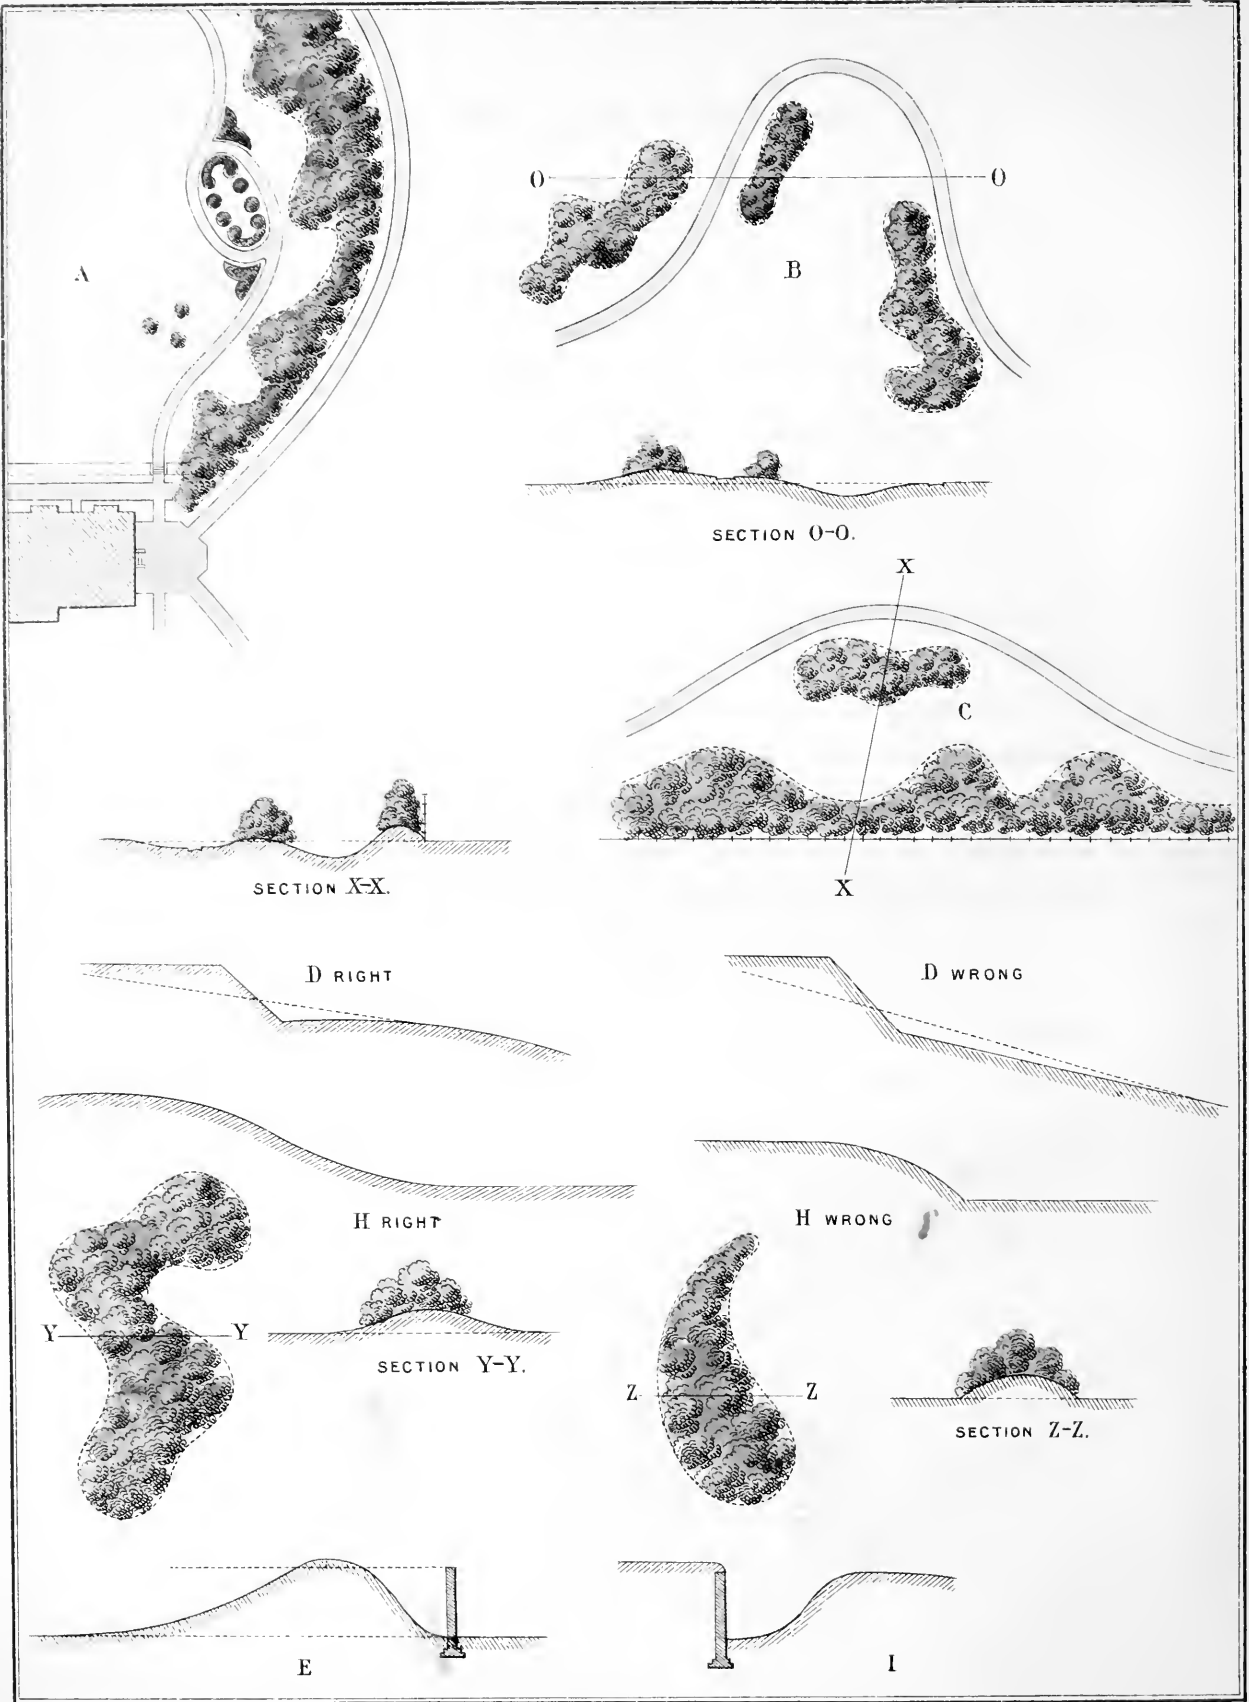 A
O
O
B
SECTION O-O.
X
C
X
SECTION X-X.
D RIGHT
D WRONG
H RIGHT
H WRONG
Y
Y
SECTION Y-Y.
Z
Z
SECTION Z-Z.
E
I